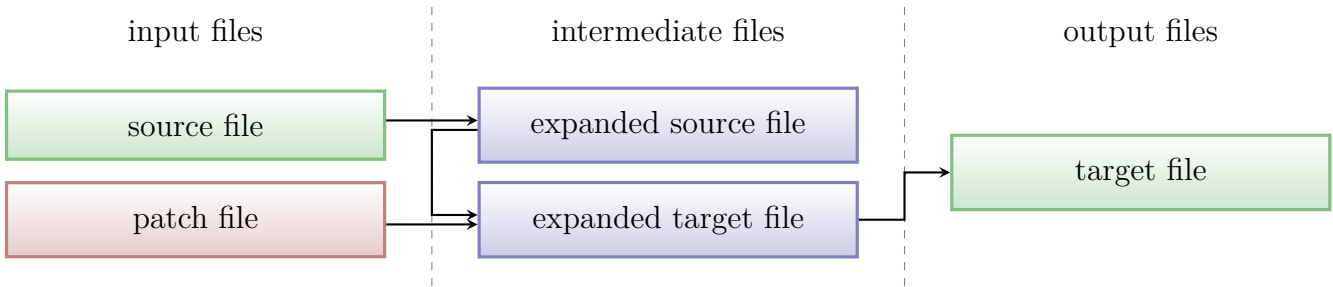 input files
intermediate files
output files
source file
expanded source file
target file
patch file
expanded target file